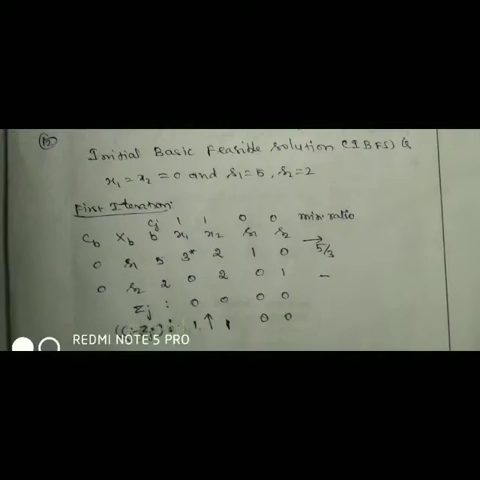 Initial Basic Feasible solution (IBFS) is
x₁ = x₂ = 0 and s₁ = 5, s₂ = 2
First Iteration:
Cj 1 1 0 0 min ratio
Cb Xb b x₁ x₂ s₁ s₂ →
0 s₁ 5 3* 2 1 0 5/3
0 s₂ 2 0 2 0 1 –
Zj : 0 0 0 0
(Cj-Zj) : 1 ↑ 1 0 0
REDMI NOTE 5 PRO